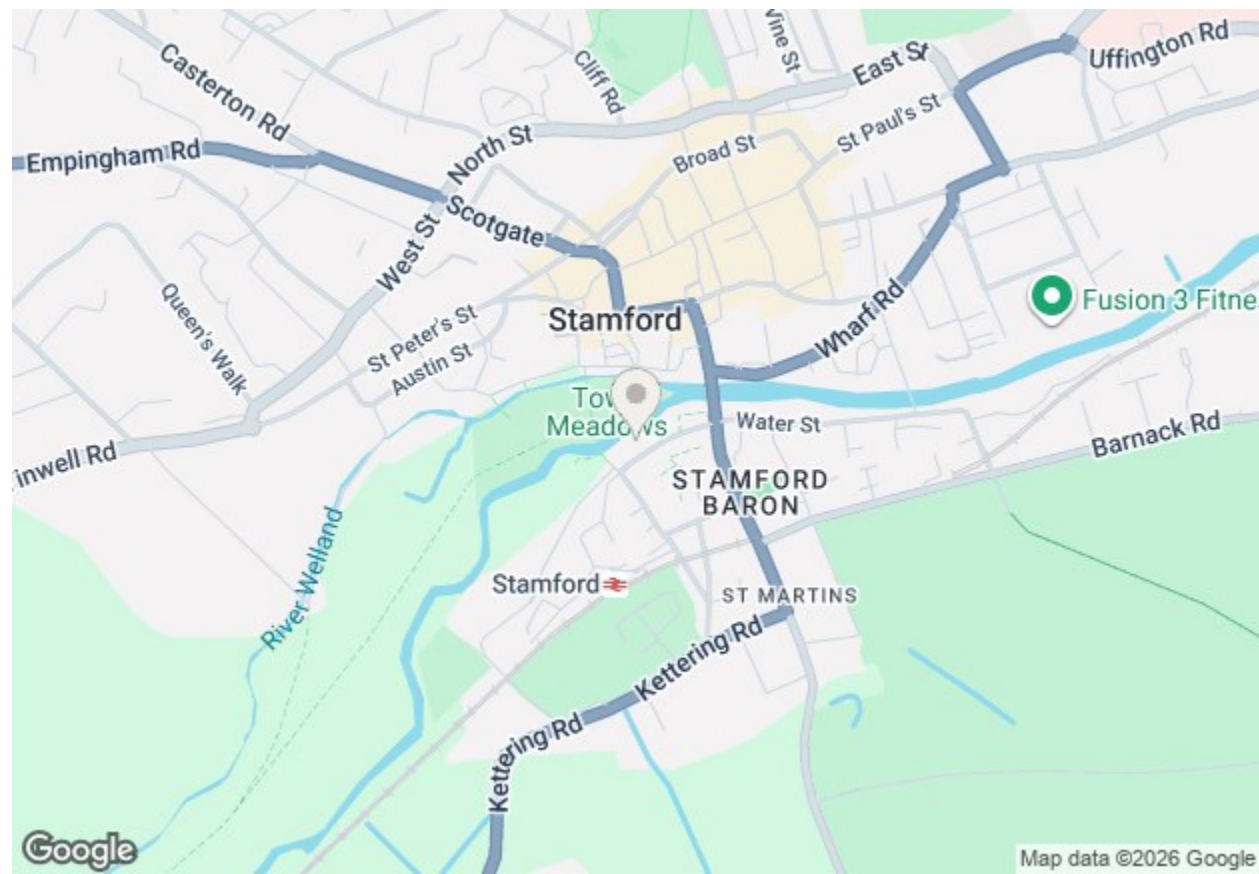 Vine St
East St
Uffington Rd
Cliff Rd
Casterton Rd
North St
St Paul's St
Broad St
Empingham Rd
Scotgate
West St
Queen's Walk
St Peter's St
Austin St
Stamford
Wharf Rd
Fusion 3 Fitne
Meadows
Water St
Barnack Rd
inwell Rd
STAMFORD
BARON
River Welland
Stamford
ST MARTINS
Kettering Rd
Kettering Rd
Google
Map data ©2026 Google